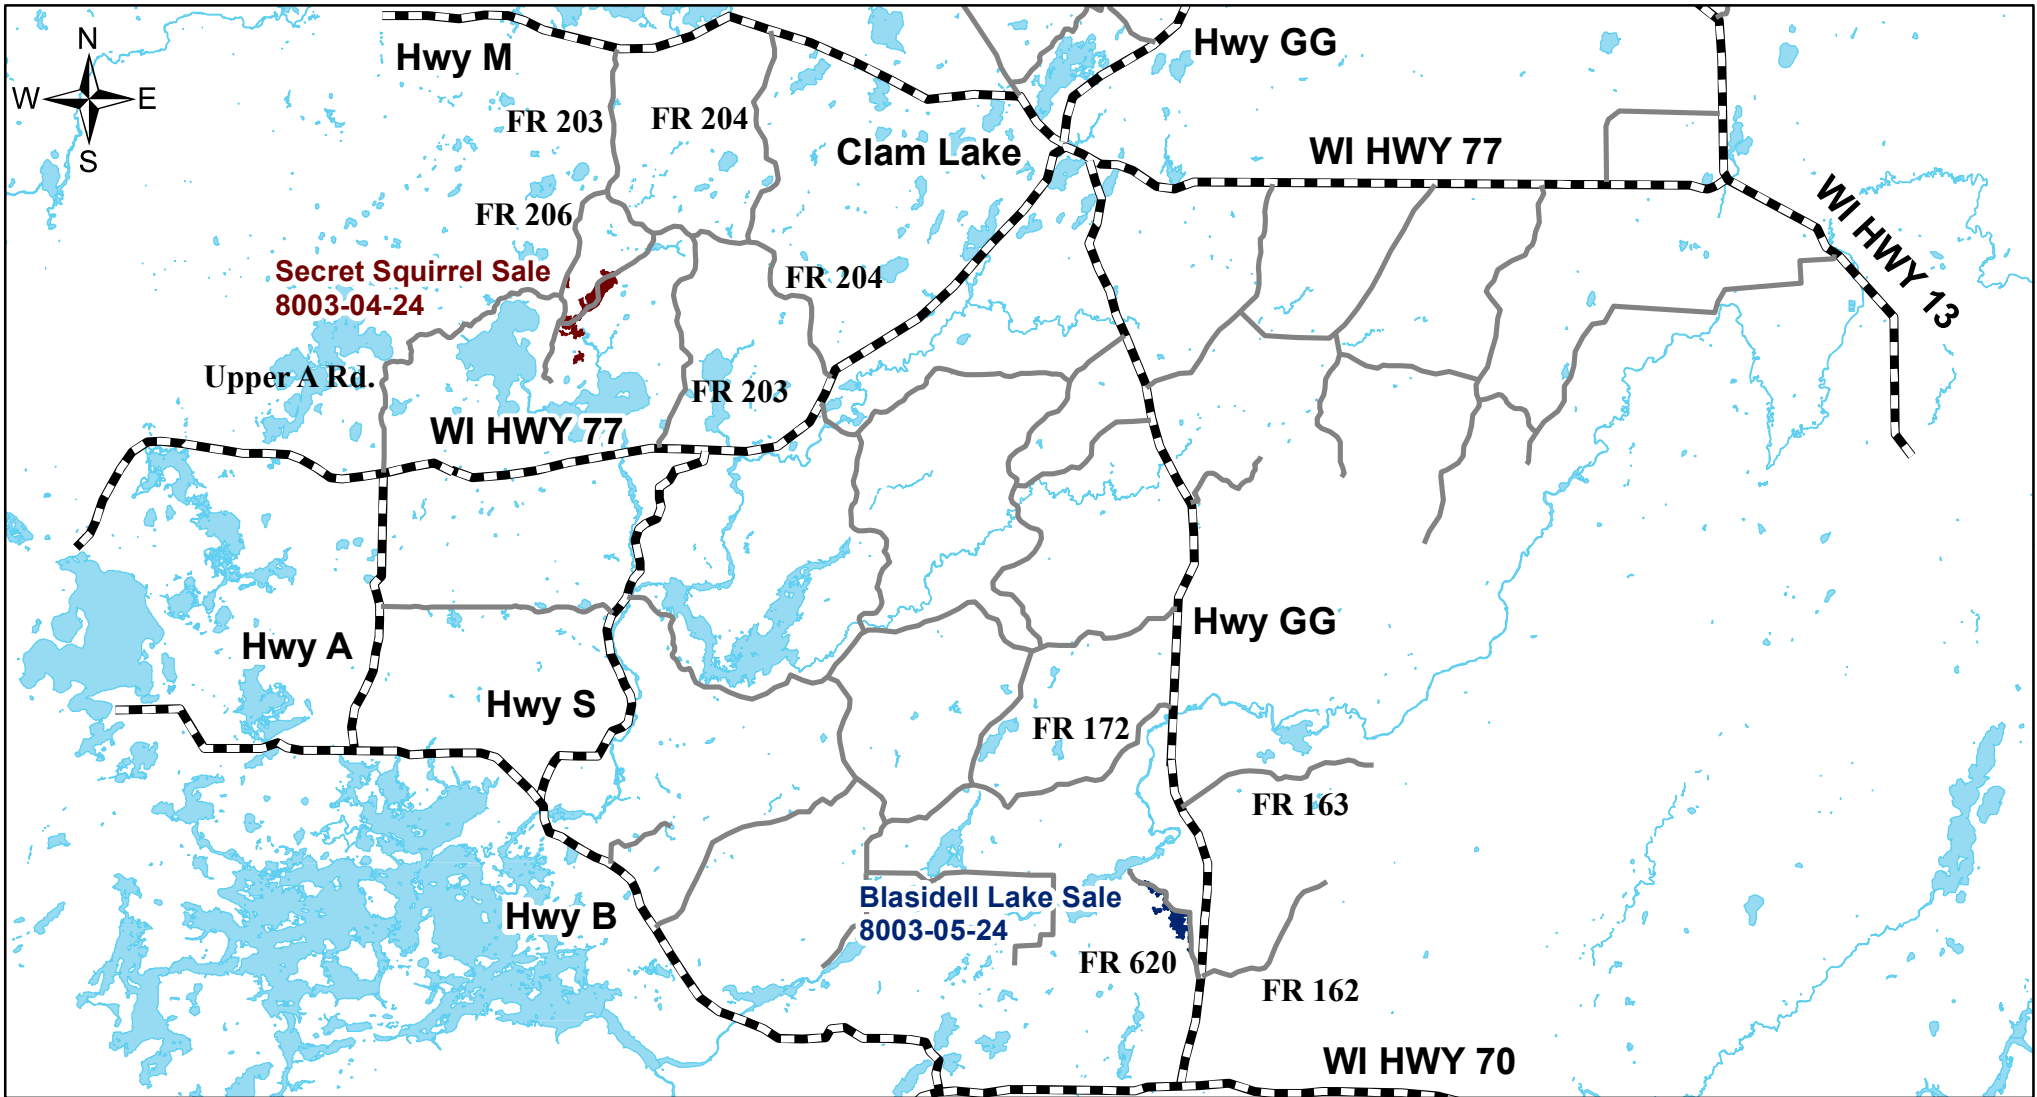 N
Hwy M
Hwy GG
W
E
FR 203
FR 204
S
Clam Lake
WI HWY 77
FR 206
WI HWY 13
Secret Squirrel Sale
8003-04-24
FR 204
Upper A Rd.
FR 203
WI HWY 77
Hwy A
Hwy GG
Hwy S
FR 172
FR 163
Blasidell Lake Sale
8003-05-24
Hwy B
FR 620
FR 162
WI HWY 70